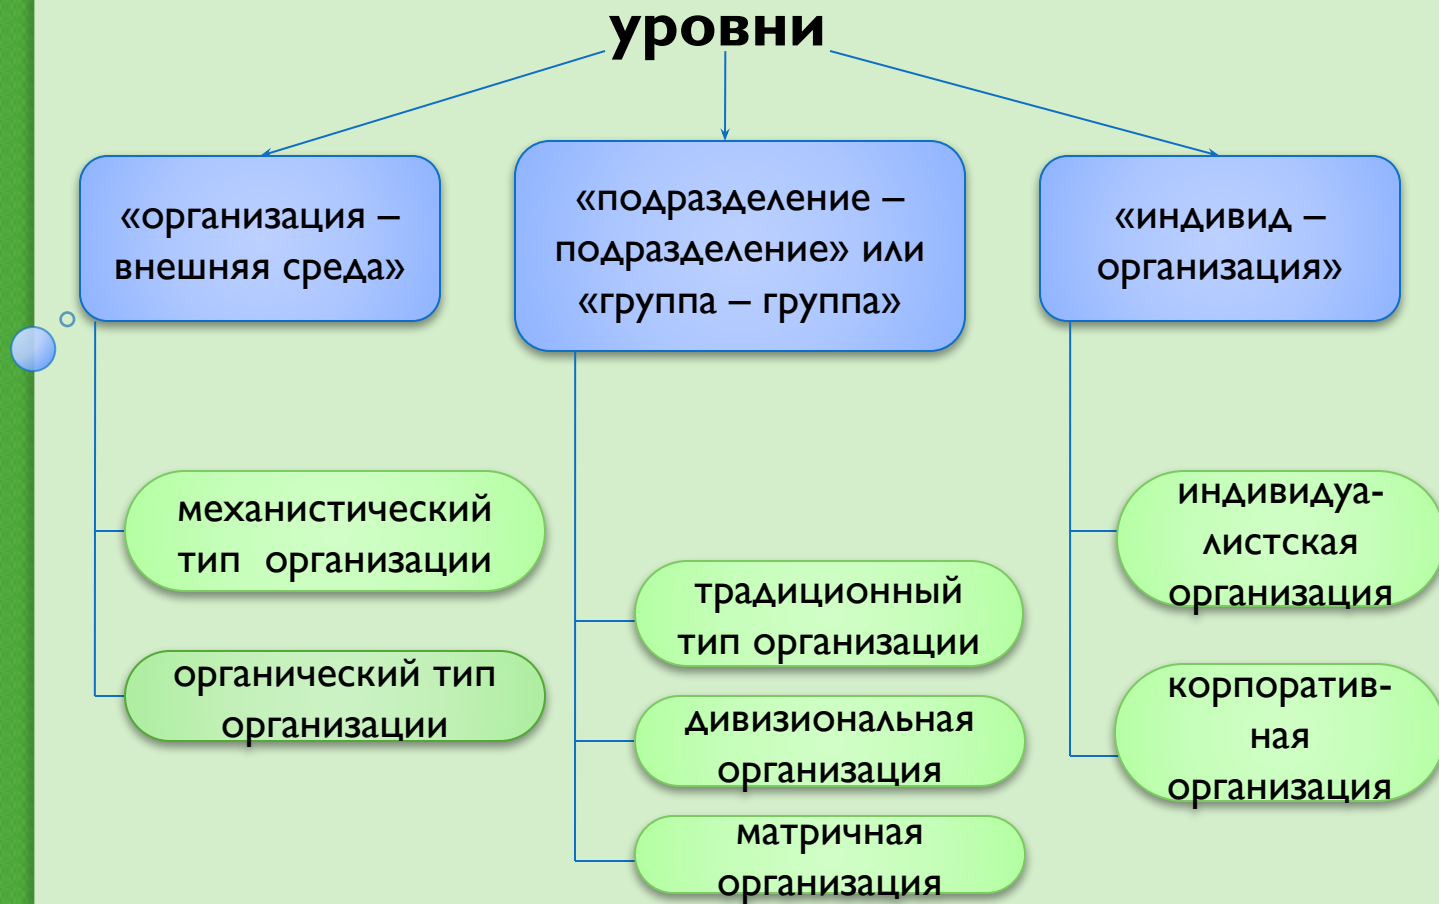 уровни
«организация –
внешняя среда»
«подразделение –
подразделение» или
«группа – группа»
«индивид –
организация»
механистический
тип организации
органический тип
организации
традиционный
тип организации
дивизиональная
организация
матричная
организация
индивидуа-
листская
организация
корпоратив-
ная
организация